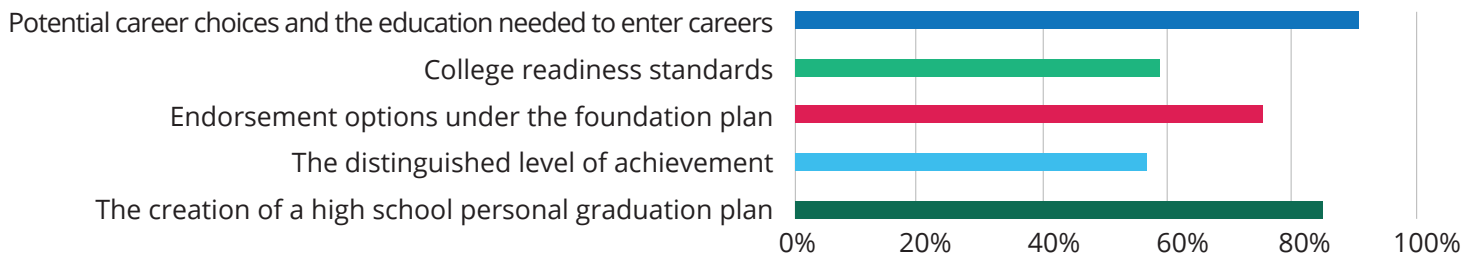 Potential career choices and the education needed to enter careers
College readiness standards
Endorsement options under the foundation plan
The distinguished level of achievement
The creation of a high school personal graduation plan
0% 20% 40% 60% 80% 100%